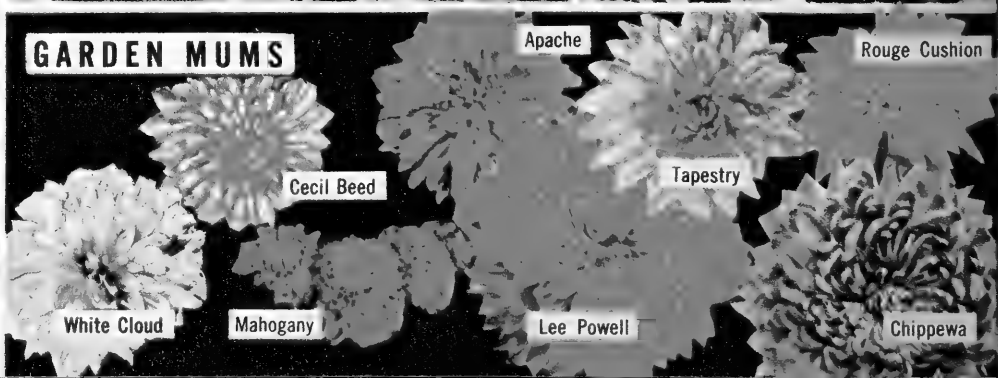 GARDEN MUMS
Apache
Rouge Cushion
Cecil Beed
Tapestry
White Cloud
Mahogany
Lee Powell
Chippewa